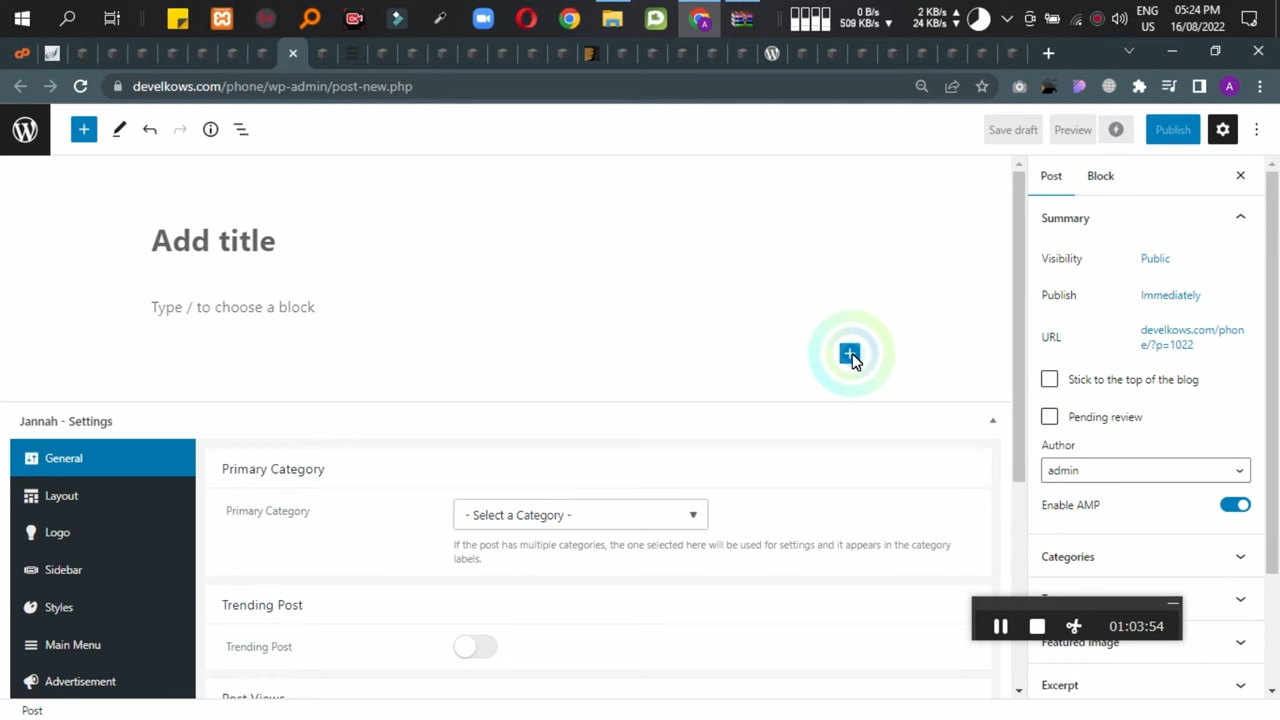 509 KB/s
0 B/s
2 KB/s
24 KB/s
ENG
US
05:24 PM
16/08/2022
develkows.com/phone/wp-admin/post-new.php
A
Save draft
Preview
Publish
Post
Block
Add title
Summary
Visibility
Public
Type / to choose a block
Publish
Immediately
URL
develkows.com/phon
e/?p=1022
Stick to the top of the blog
Pending review
Jannah - Settings
Author
admin
General
Primary Category
Enable AMP
Layout
Primary Category
- Select a Category -
Logo
If the post has multiple categories, the one selected here will be used for settings and it appears in the category
labels.
Categories
Sidebar
Styles
Trending Post
01:03:54
Main Menu
Trending Post
Featured image
Advertisement
Post Views
Excerpt
Post